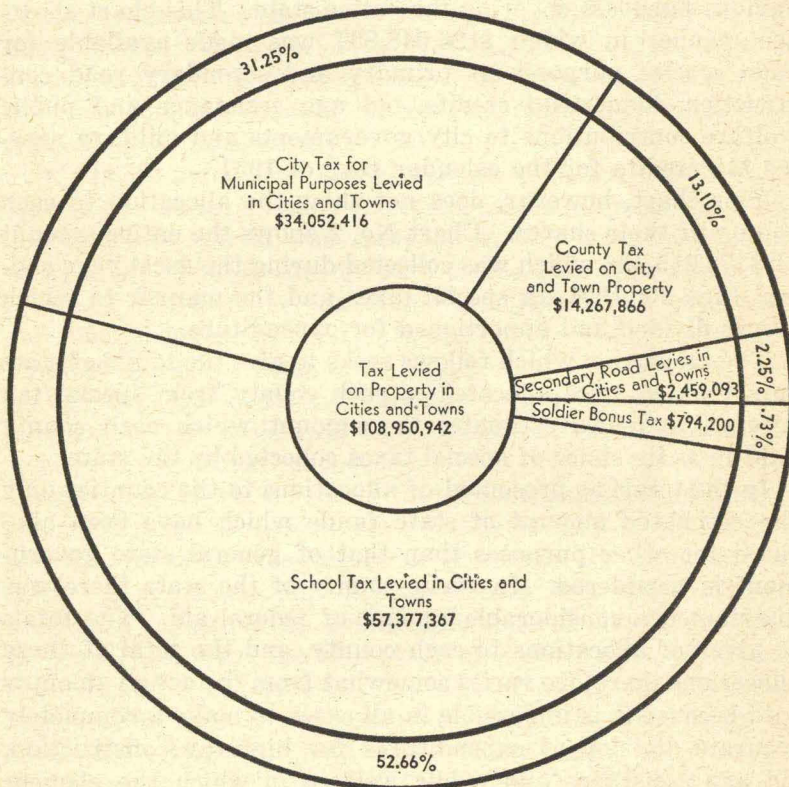 31.25%
City Tax for
Municipal Purposes Levied
in Cities and Towns
$34,052,416
13.10%
County Tax
Levied on City
and Town Property
$14,267,866
Secondary Road Levies in
Cities and Towns
$2,459,093
2.25%
Soldier Bonus Tax $794,200
.73%
Tax Levied
on Property in
Cities and Towns
$108,950,942
School Tax Levied in Cities and
Towns
$57,377,367
52.66%